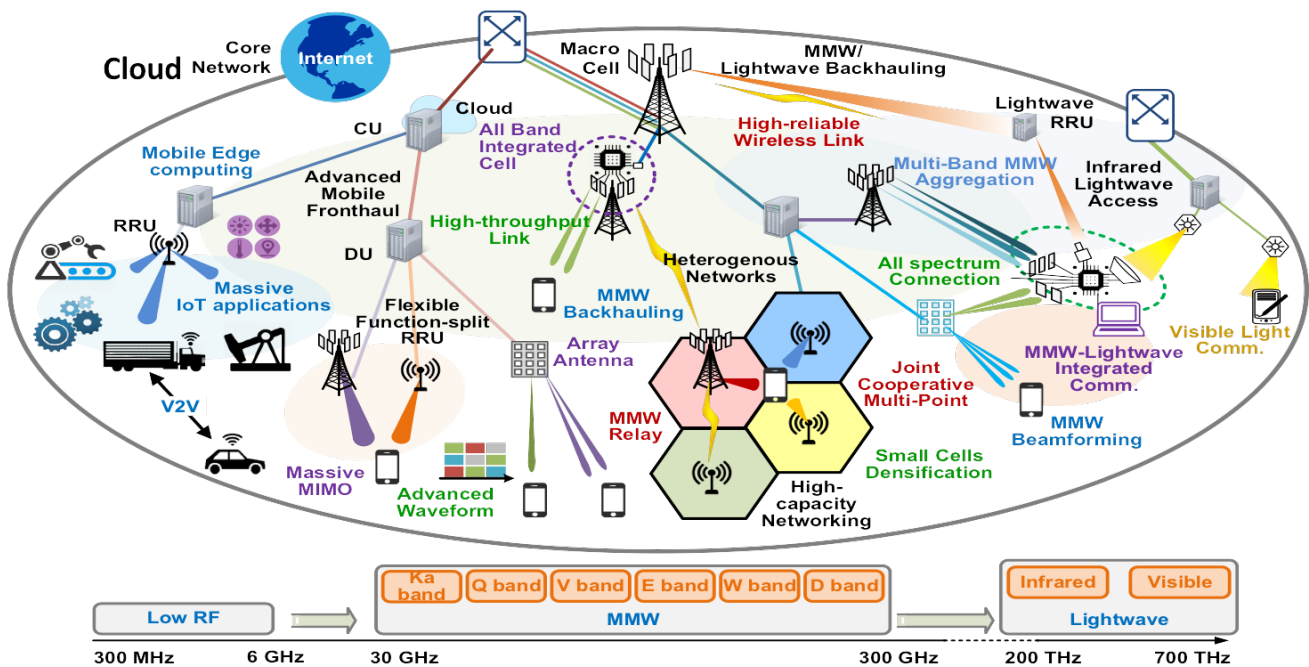 Cloud
Core
Network
Internet
Macro
Cell
MMW/
Lightwave Backhauling
Lightwave
RRU
CU
Cloud
All Band
Integrated
Cell
High-reliable
Wireless Link
Mobile Edge
computing
Advanced
Mobile
Fronthaul
Multi-Band MMW
Aggregation
Infrared
Lightwave
Access
RRU
DU
High-throughput
Link
Massive
IoT applications
Heterogenous
Networks
All spectrum
Connection
Flexible
Function-split
RRU
MMW
Backhauling
Array
Antenna
Visible Light
Comm.
MMW-Lightwave
Integrated
Comm.
Joint
Cooperative
Multi-Point
V2V
MMW
Relay
MMW
Beamforming
Massive
MIMO
Advanced
Waveform
Small Cells
Densification
High-
capacity
Networking
Ka
band
Q band
V band
E band
W band
D band
Infrared
Visible
Low RF
MMW
Lightwave
300 MHz
6 GHz
30 GHz
300 GHz
200 THz
700 THz